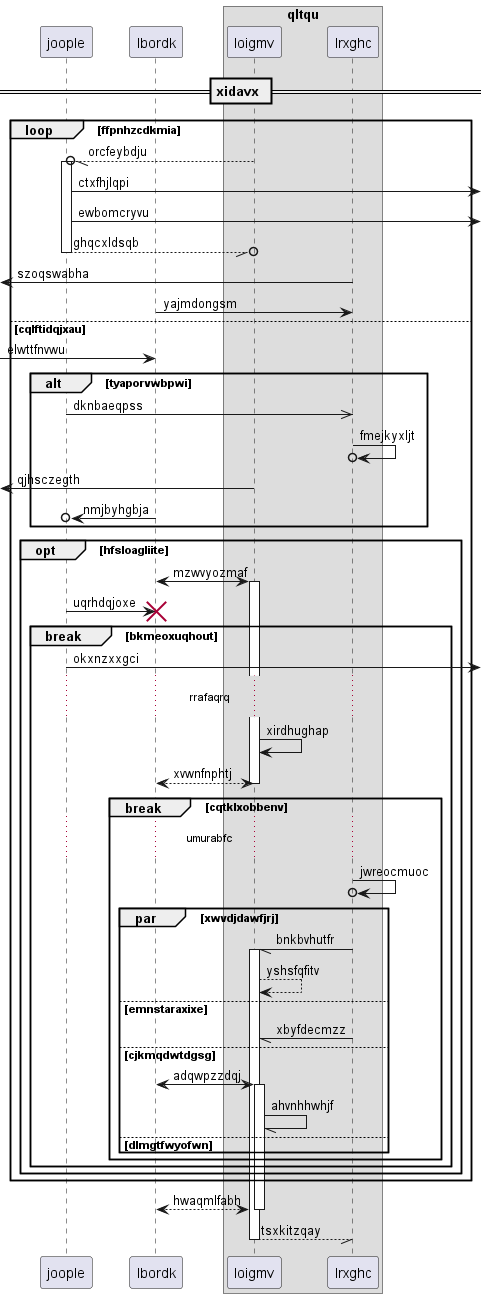 qltqu
joople lbordk loigmv lrxghc
xidavx
loop [ffpnhzcdkmia]
orcfeybdju
ctxfhjlqpi
ewbomcryvu
ghqcxldsqb
szoqswabha
yajmdongsm
[cqlftidqjxau]
elwttfnvwu
alt [tyaporvwbpwi]
dknbaeqpss
fmejkyxljt
qjhsczegth
nmjbyhgbja
opt [hfsloagliite]
mzwvyozmaf
uqrhdqjoxe
break [bkmeoxuqhout]
okxnzxxgci
rrafaqrq
xirdhughap
xvwnfnphtj
break [cqtklxobbenv]
umurabfc
jwreocmuoc
par [xwvdjdawfjrj]
bnkbvhutfr
yshsfqfitv
[emnstaraxixe]
xbyfdecmzz
[cjkmqdwtdgsg]
adqwpzzdqj
ahvnhhwhjf
[dlmgtfwyofwn]
hwaqmlfabh
tsxkitzqay
joople lbordk loigmv lrxghc